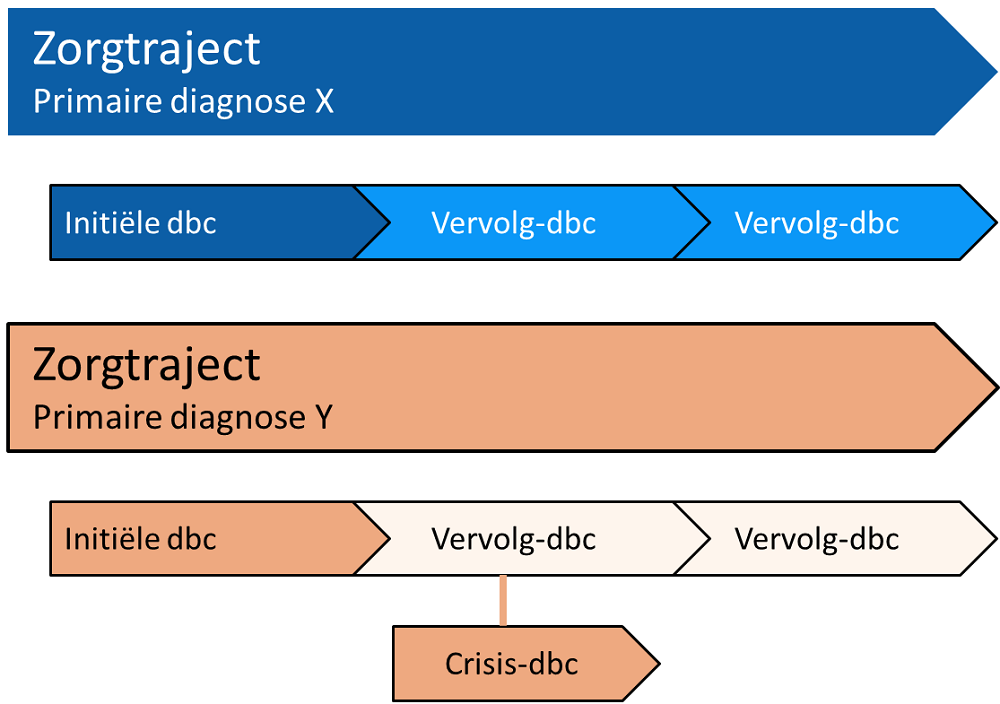 Zorgtraject
Primaire diagnose X
Initiële dbc
Vervolg-dbc
Vervolg-dbc
Zorgtraject
Primaire diagnose Y
Initiële dbc
Vervolg-dbc
Vervolg-dbc
Crisis-dbc